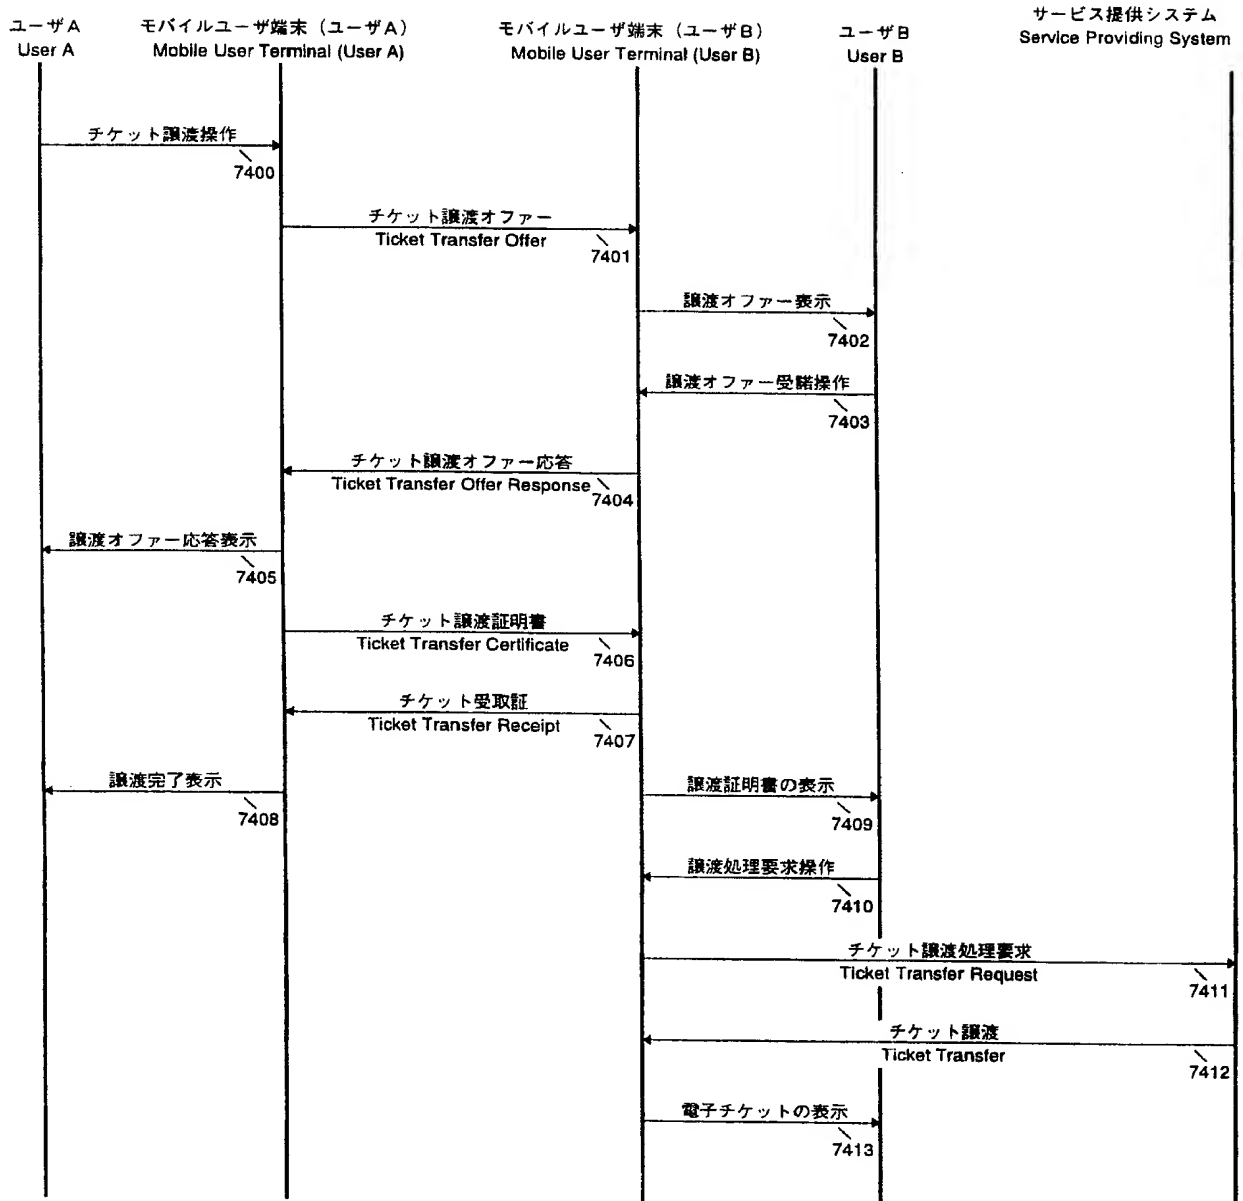 ユーザA
User A
モバイルユーザ端末（ユーザA）
Mobile User Terminal (User A)
モバイルユーザ端末（ユーザB）
Mobile User Terminal (User B)
ユーザB
User B
サービス提供システム
Service Providing System
チケット譲渡操作
7400
チケット譲渡オファー
Ticket Transfer Offer
7401
譲渡オファー表示
7402
譲渡オファー受諾操作
7403
チケット譲渡オファー応答
Ticket Transfer Offer Response
7404
譲渡オファー応答表示
7405
チケット譲渡証明書
Ticket Transfer Certificate
7406
チケット受取証
Ticket Transfer Receipt
7407
譲渡完了表示
7408
譲渡証明書の表示
7409
譲渡処理要求操作
7410
チケット譲渡処理要求
Ticket Transfer Request
7411
チケット譲渡
Ticket Transfer
7412
電子チケットの表示
7413